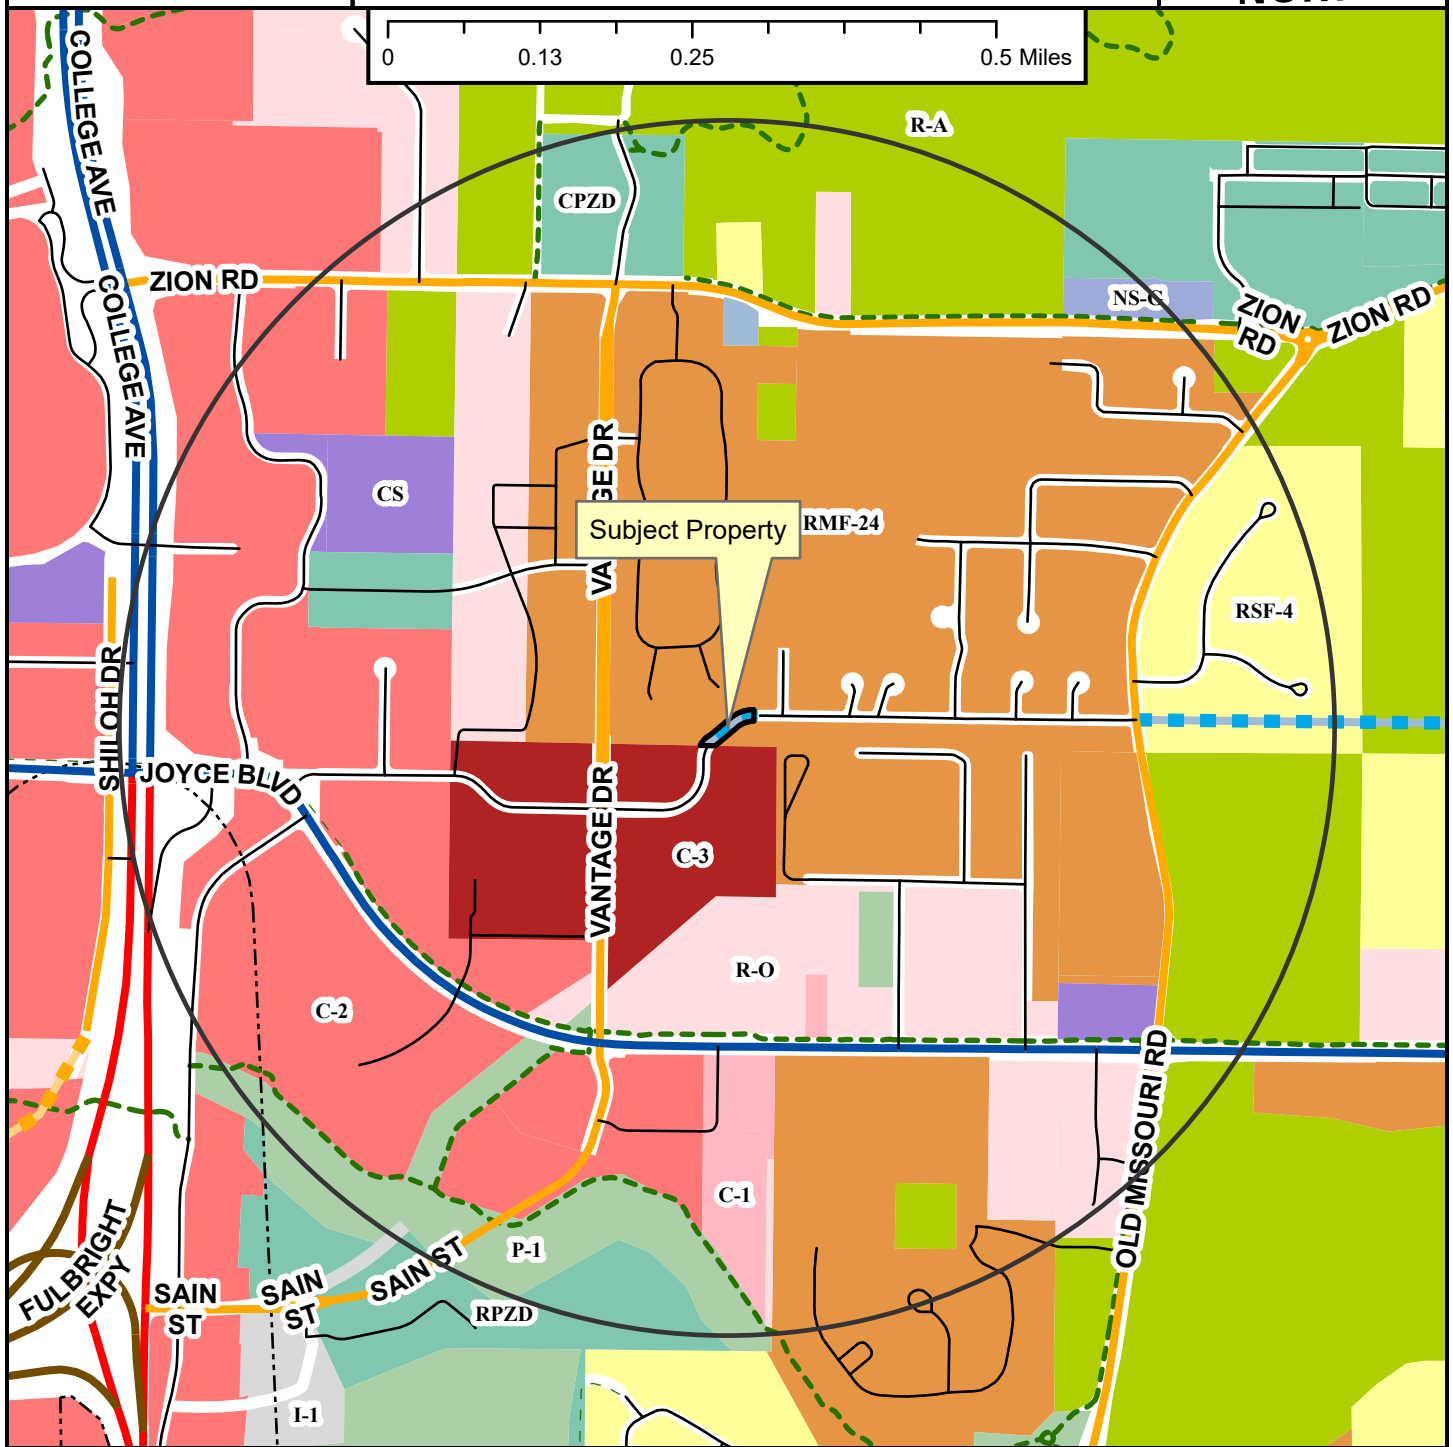 0 0.13 0.25 0.5 Miles
COLLEGE AVE
R-A
CPZD
ZION RD
COLLEGE AVE
NS-G
ZION
RD
ZION RD
CS
VANTAGE DR
RMF-24
Subject Property
RSF-4
SHILOH DR
JOYCE BLVD
VANTAGE DR
C-3
R-O
C-2
OLD MISSOURI RD
C-1
P-1
FULBRIGHT
EXPY
SAIN
ST
SAIN
ST
SAIN ST
RPZD
I-1